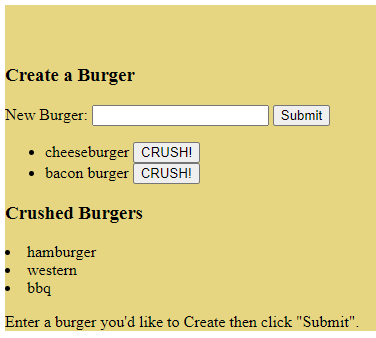 Create a Burger
New Burger: Submit
cheeseburger CRUSH!
bacon burger CRUSH!
Crushed Burgers
hamburger
western
bbq
Enter a burger you'd like to Create then click "Submit".